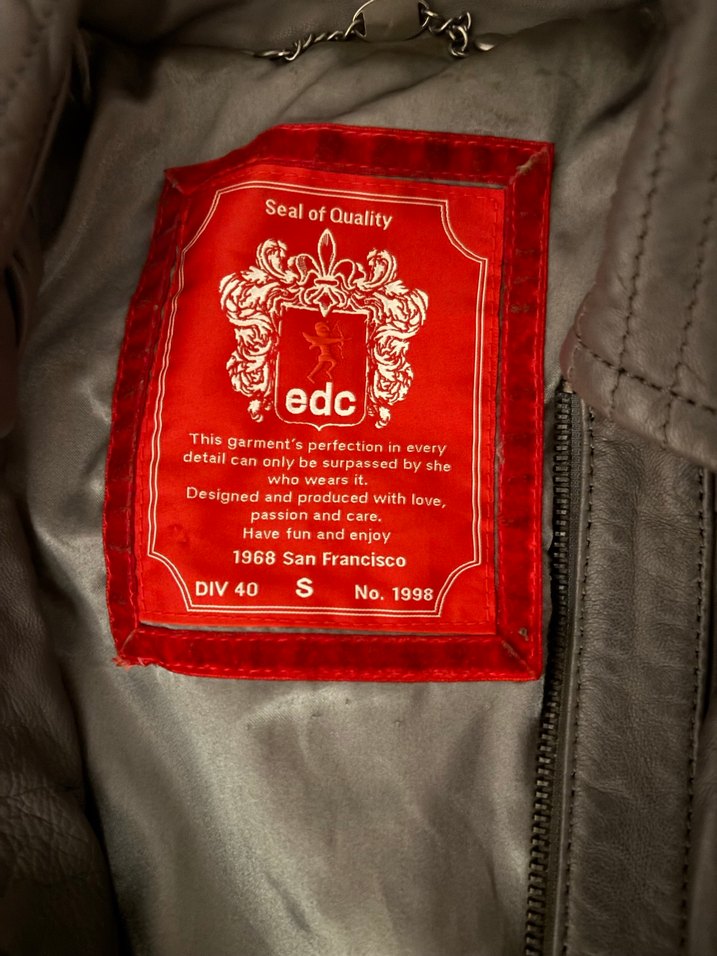 Seal of Quality
edc
This garment's perfection in every
detail can only be surpassed by she
who wears it.
Designed and produced with love,
passion and care.
Have fun and enjoy
1968 San Francisco
DIV 40 S No. 1998